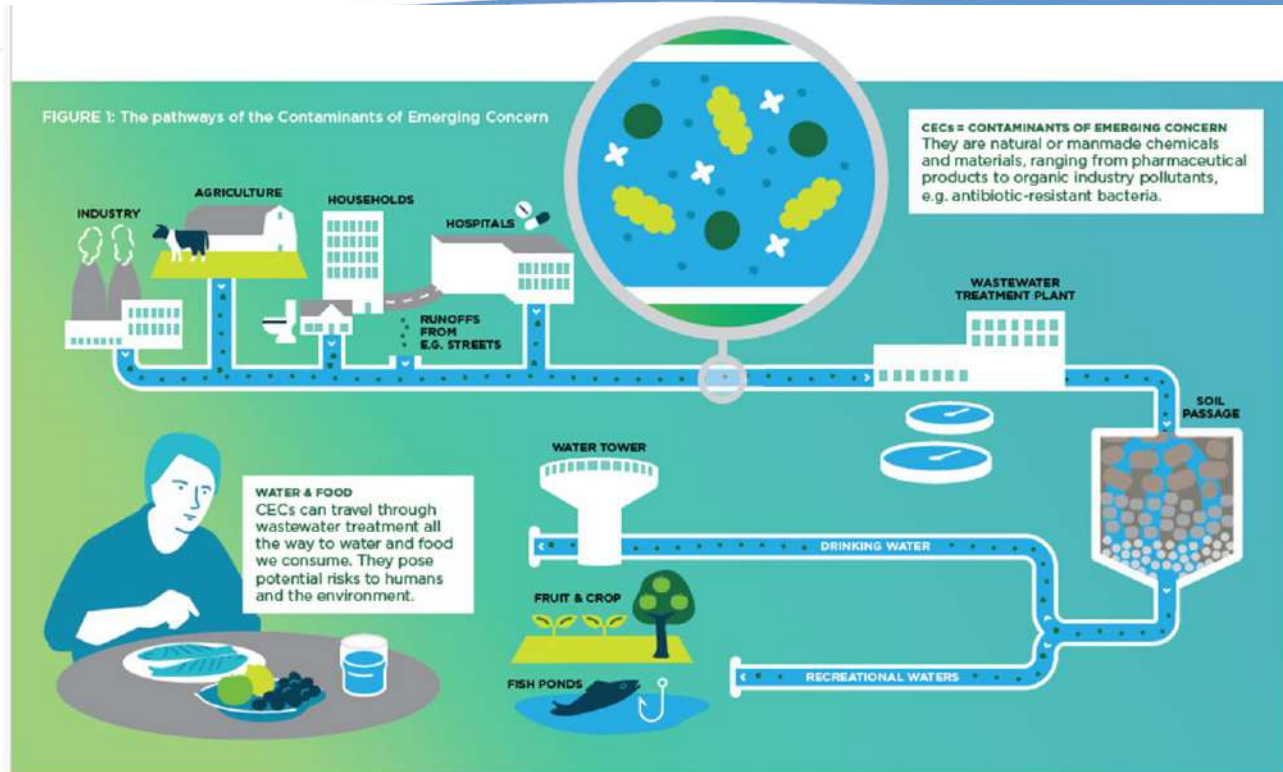 FIGURE 1: The pathways of the Contaminants of Emerging Concern
CECs = CONTAMINANTS OF EMERGING CONCERN
They are natural or manmade chemicals
and materials, ranging from pharmaceutical
products to organic industry pollutants,
e.g. antibiotic-resistant bacteria.
INDUSTRY
AGRICULTURE
HOUSEHOLDS
HOSPITALS
RUNOFFS
FROM
E.G. STREETS
WASTEWATER
TREATMENT PLANT
SOIL
PASSAGE
WATER TOWER
DRINKING WATER
FRUIT & CROP
FISH PONDS
RECREATIONAL WATERS
WATER & FOOD
CECs can travel through
wastewater treatment all
the way to water and food
we consume. They pose
potential risks to humans
and the environment.